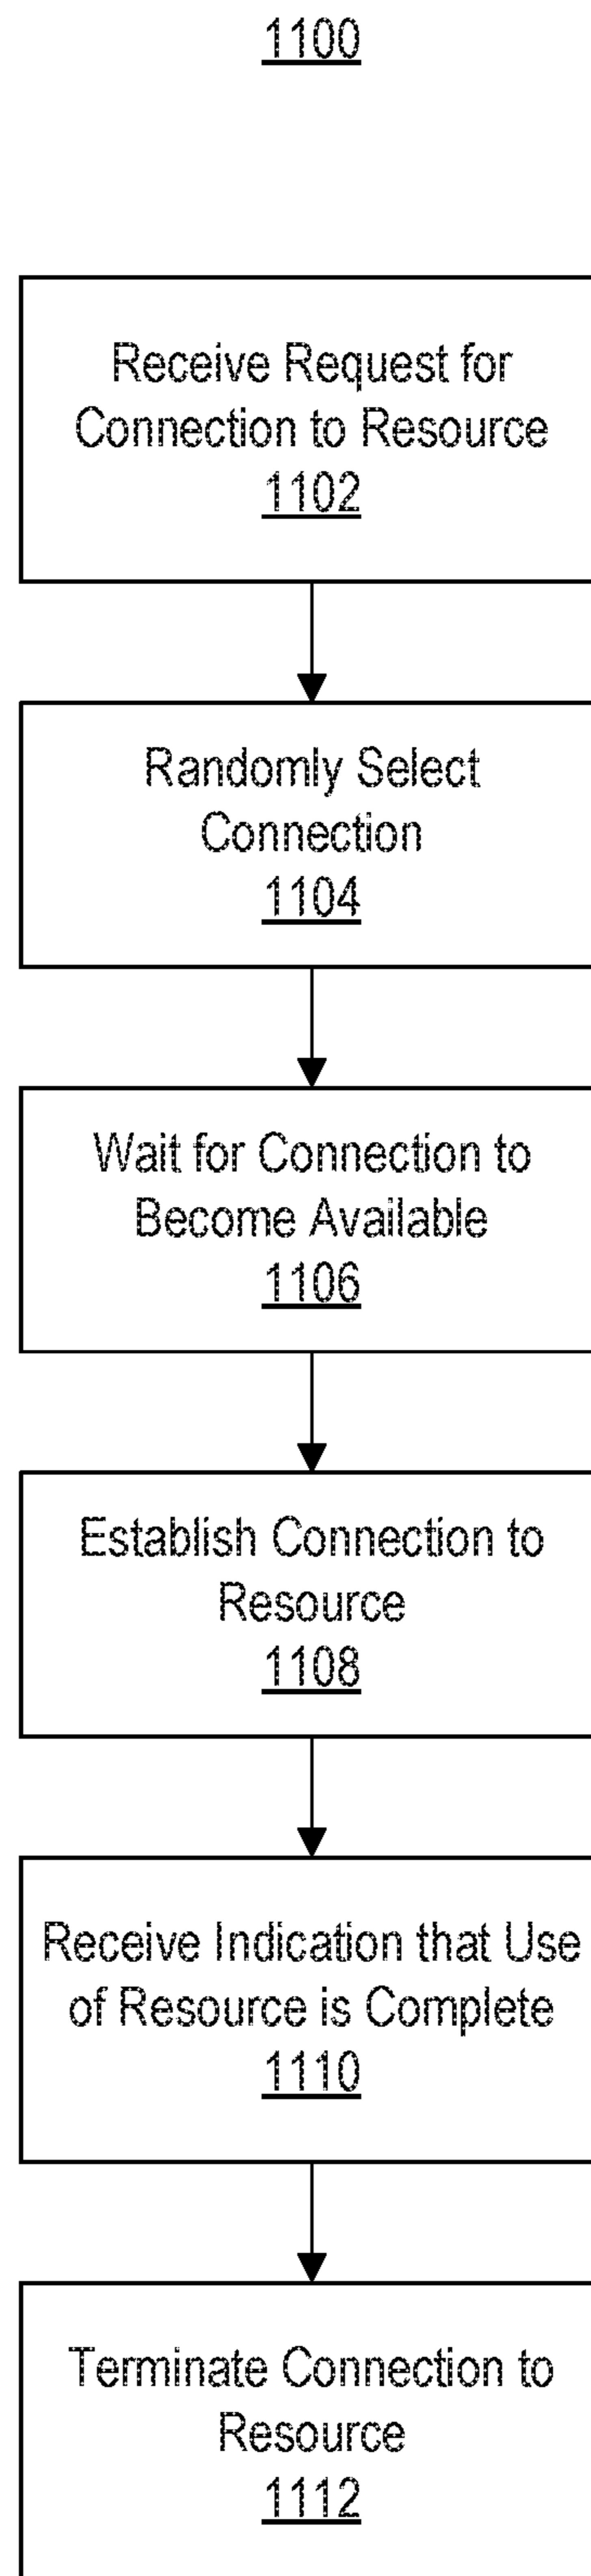 1100
Receive Request for
Connection to Resource
1102
Randomly Select
Connection
1104
Wait for Connection to
Become Available
1106
Establish Connection to
Resource
1108
Receive Indication that Use
of Resource is Complete
1110
Terminate Connection to
Resource
1112